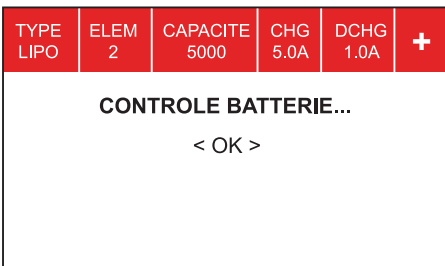 TYPE ELEM CAPACITE CHG DCHG +
LIPO 2 5000 5.0A 1.0A
CONTROLE BATTERIE...
< OK >